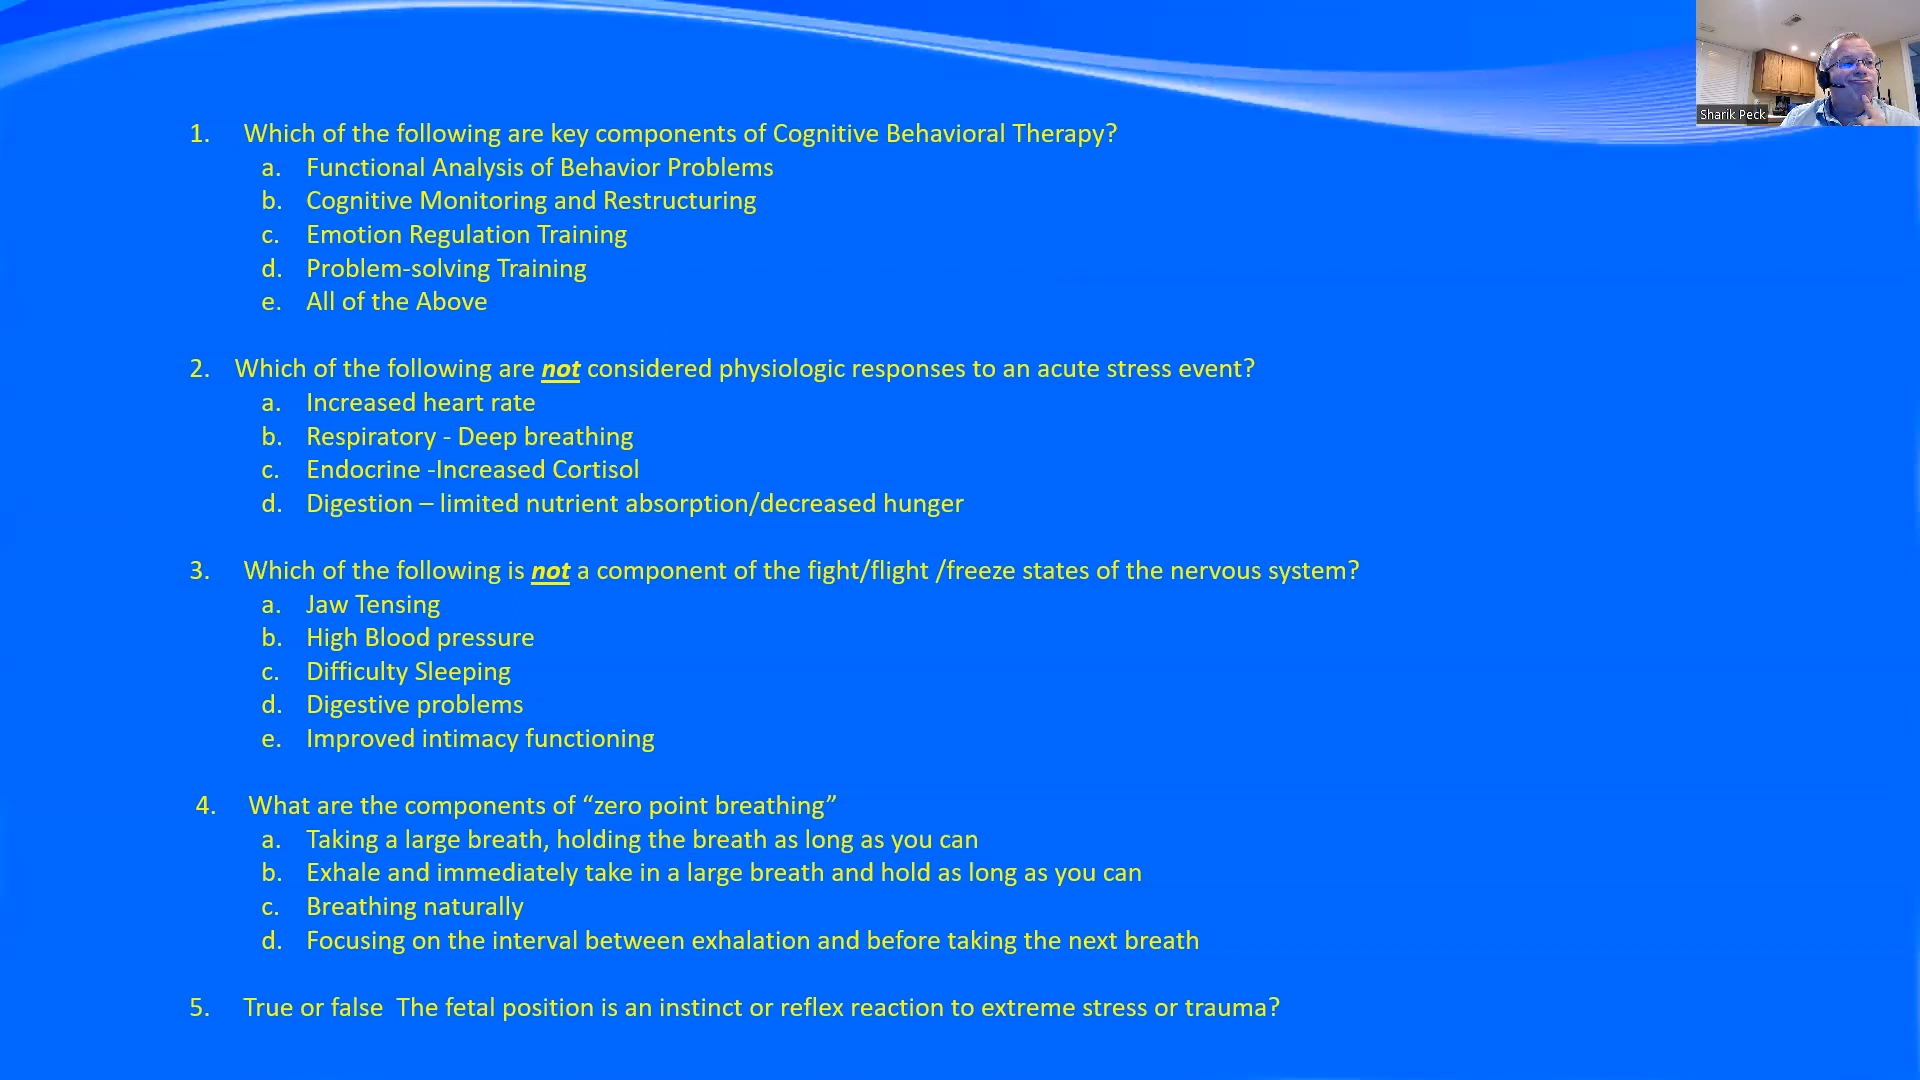 Sharik Peck
1. Which of the following are key components of Cognitive Behavioral Therapy?
a. Functional Analysis of Behavior Problems
b. Cognitive Monitoring and Restructuring
c. Emotion Regulation Training
d. Problem-solving Training
e. All of the Above
2. Which of the following are not considered physiologic responses to an acute stress event?
a. Increased heart rate
b. Respiratory - Deep breathing
c. Endocrine -Increased Cortisol
d. Digestion – limited nutrient absorption/decreased hunger
3. Which of the following is not a component of the fight/flight /freeze states of the nervous system?
a. Jaw Tensing
b. High Blood pressure
c. Difficulty Sleeping
d. Digestive problems
e. Improved intimacy functioning
4. What are the components of “zero point breathing”
a. Taking a large breath, holding the breath as long as you can
b. Exhale and immediately take in a large breath and hold as long as you can
c. Breathing naturally
d. Focusing on the interval between exhalation and before taking the next breath
5. True or false  The fetal position is an instinct or reflex reaction to extreme stress or trauma?